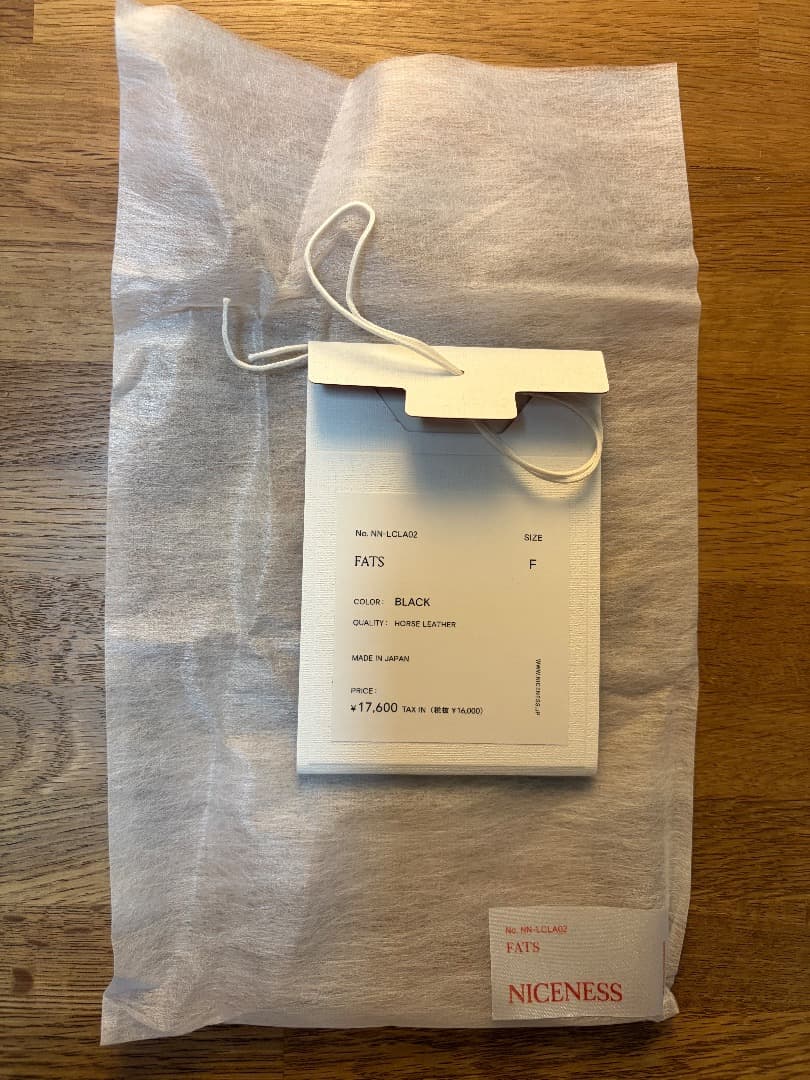 No. NN-LCLA02
SIZE
FATS
F
COLOR: BLACK
QUALITY: HORSE LEATHER
MADE IN JAPAN
WWW.NICENESS.JP
PRICE:
¥17,600 TAX IN (税抜 ¥16,000)
No. NN-LCLA02
FATS
NICENESS